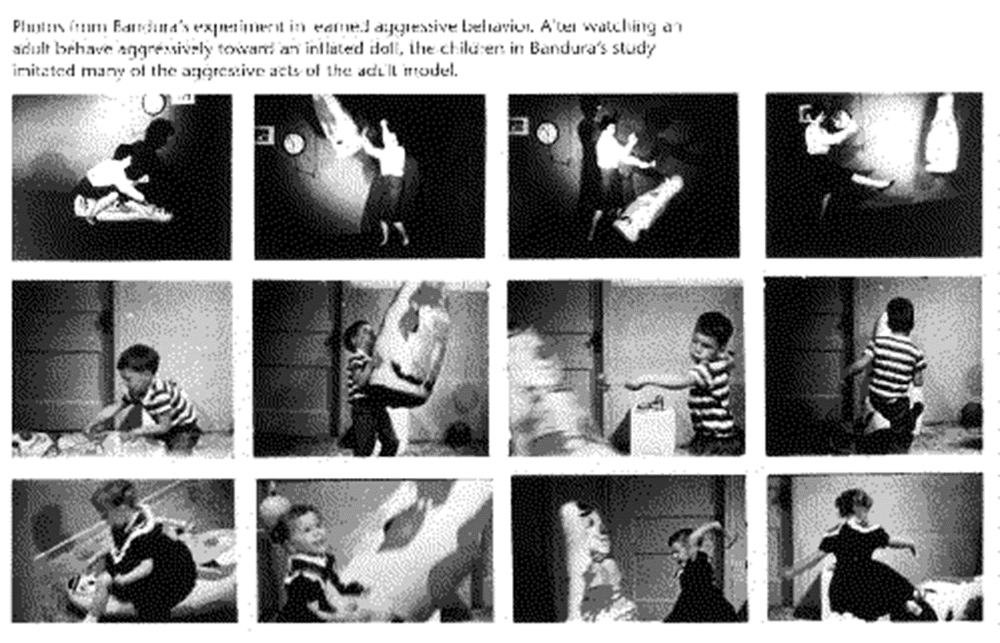 Photos from Bandura's experiment in learned aggressive behavior. After watching an
adult behave aggressively toward an inflated doll, the children in Bandura's study
imitated many of the aggressive acts of the adult model.